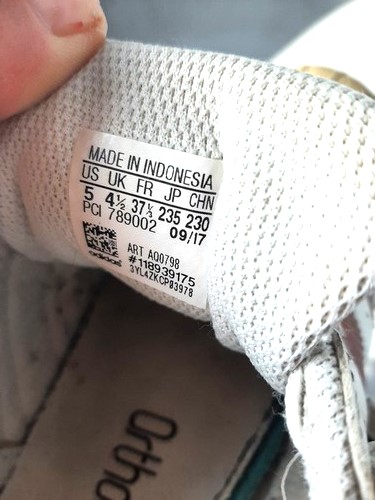 MADE IN INDONESIA
US UK FR JP CHN
5 4½ 37⅓ 235 230
PCI 789002 09/17
ART AQ0798
#118939175
3YL4ZKCP03978
adidas
Ortho